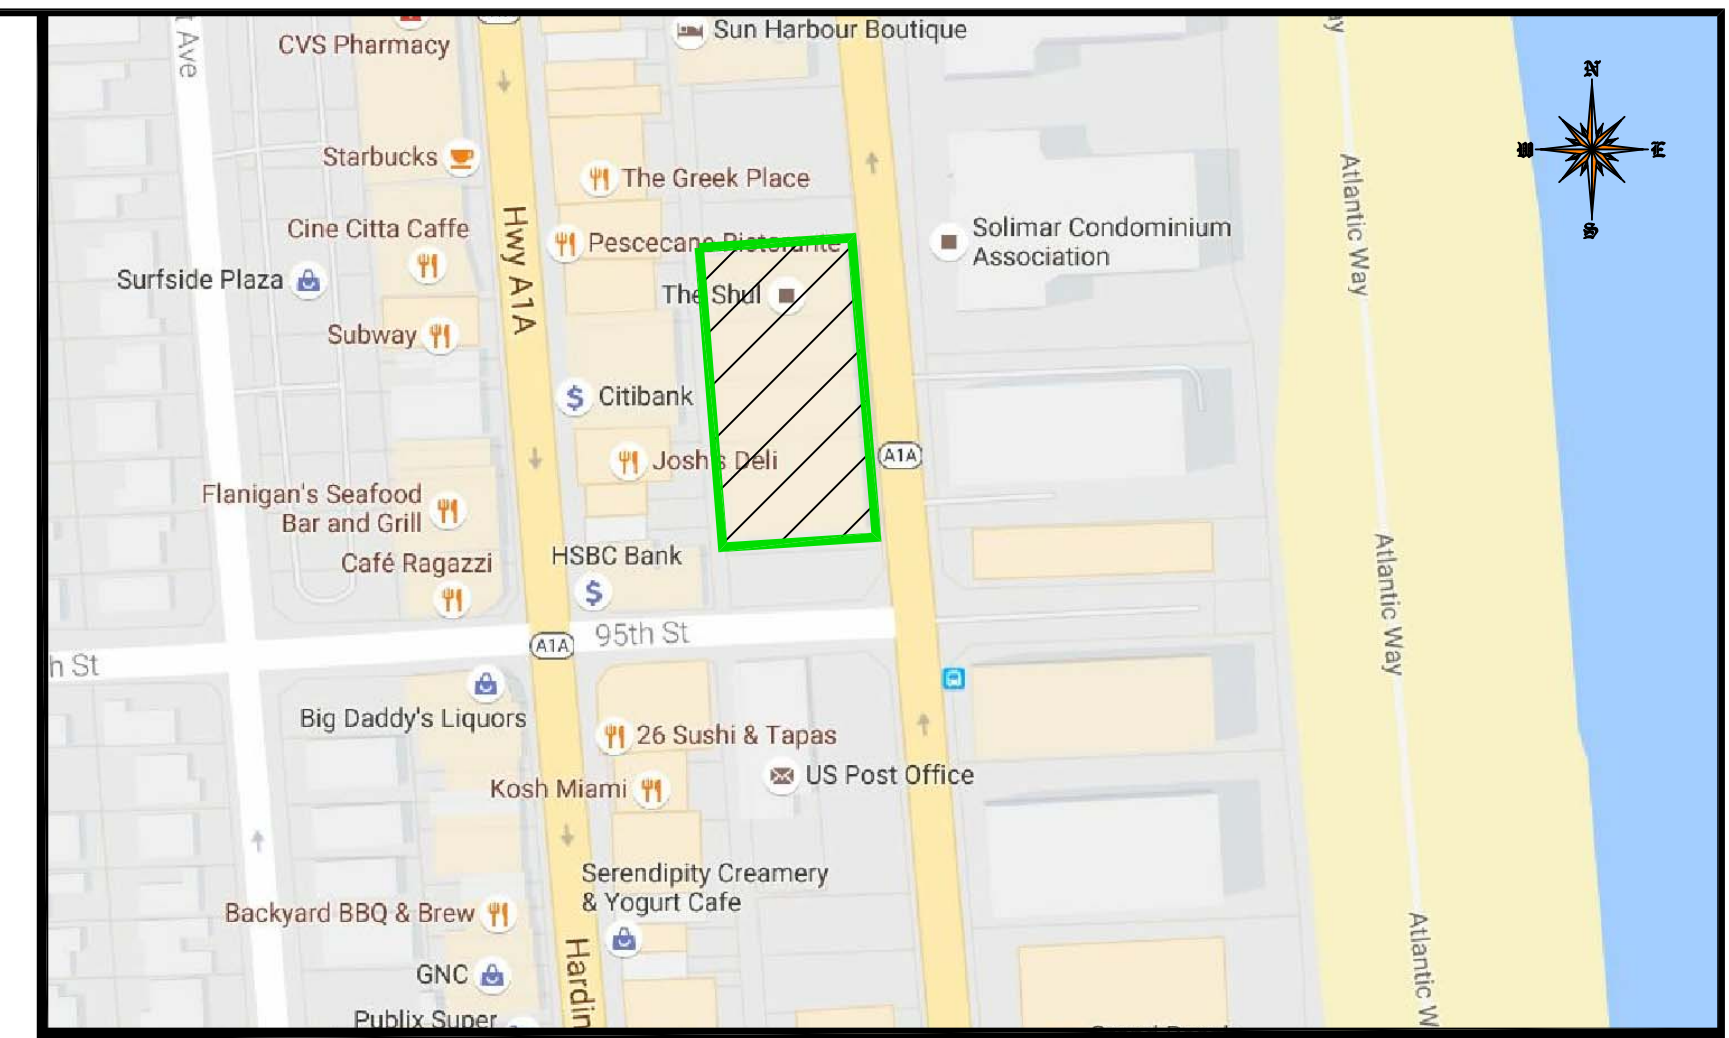 Sun Harbour Boutique
CVS Pharmacy
Ave
N
Starbucks
W
E
The Greek Place
Atlantic Way
Cine Citta Caffe
Hwy A1A
Solimar Condominium
Association
S
Pescecane Ristorante
Surfside Plaza
The Shul
Subway
Citibank
Josh's Deli
A1A
Flanigan's Seafood
Bar and Grill
Café Ragazzi
HSBC Bank
Atlantic Way
95th St
A1A
h St
Big Daddy's Liquors
26 Sushi & Tapas
US Post Office
Kosh Miami
Serendipity Creamery
& Yogurt Cafe
Backyard BBQ & Brew
Hardin
Atlantic W
GNC
Publix Super